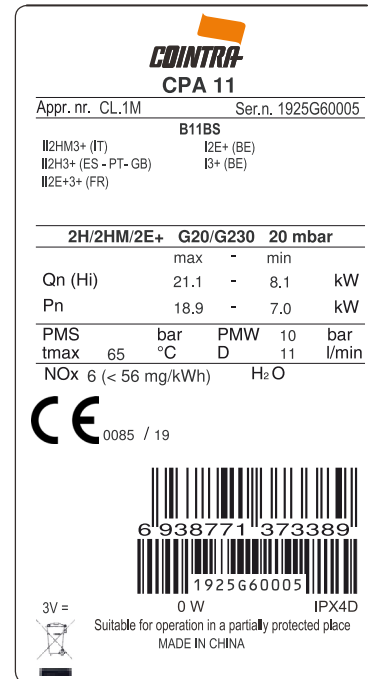 COINTRA
CPA 11
Appr. nr. CL.1M Ser.n. 1925G60005
B11BS
II2HM3+ (IT) I2E+ (BE)
II2H3+ (ES - PT- GB) I3+ (BE)
II2E+3+ (FR)
2H/2HM/2E+ G20/G230 20 mbar
max - min
Qn (Hi) 21.1 - 8.1 kW
Pn 18.9 - 7.0 kW
PMS bar PMW 10 bar
tmax 65 °C D 11 l/min
NOx 6 (< 56 mg/kWh) H₂O
CE 0085 / 19
6 938771 373389
1925G60005
3V = 0 W IPX4D
Suitable for operation in a partially protected place
MADE IN CHINA